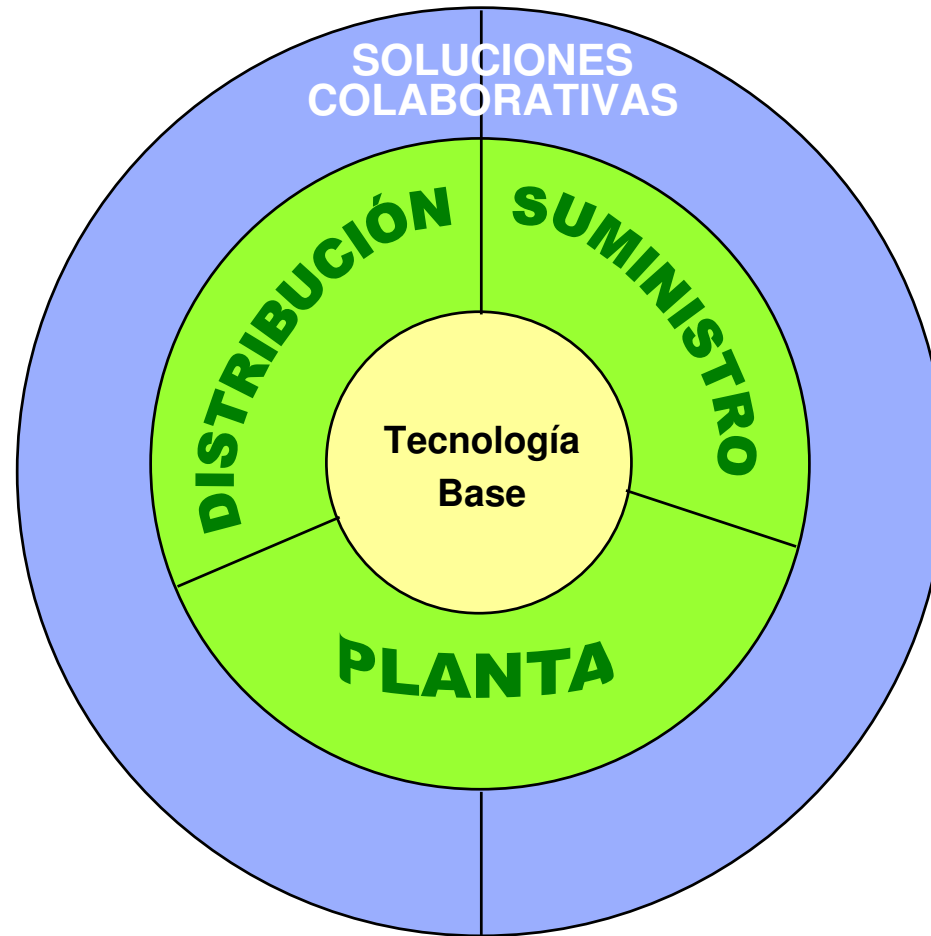 SOLUCIONES
COLABORATIVAS
DISTRIBUCIÓN
SUMINISTRO
Tecnología
Base
PLANTA